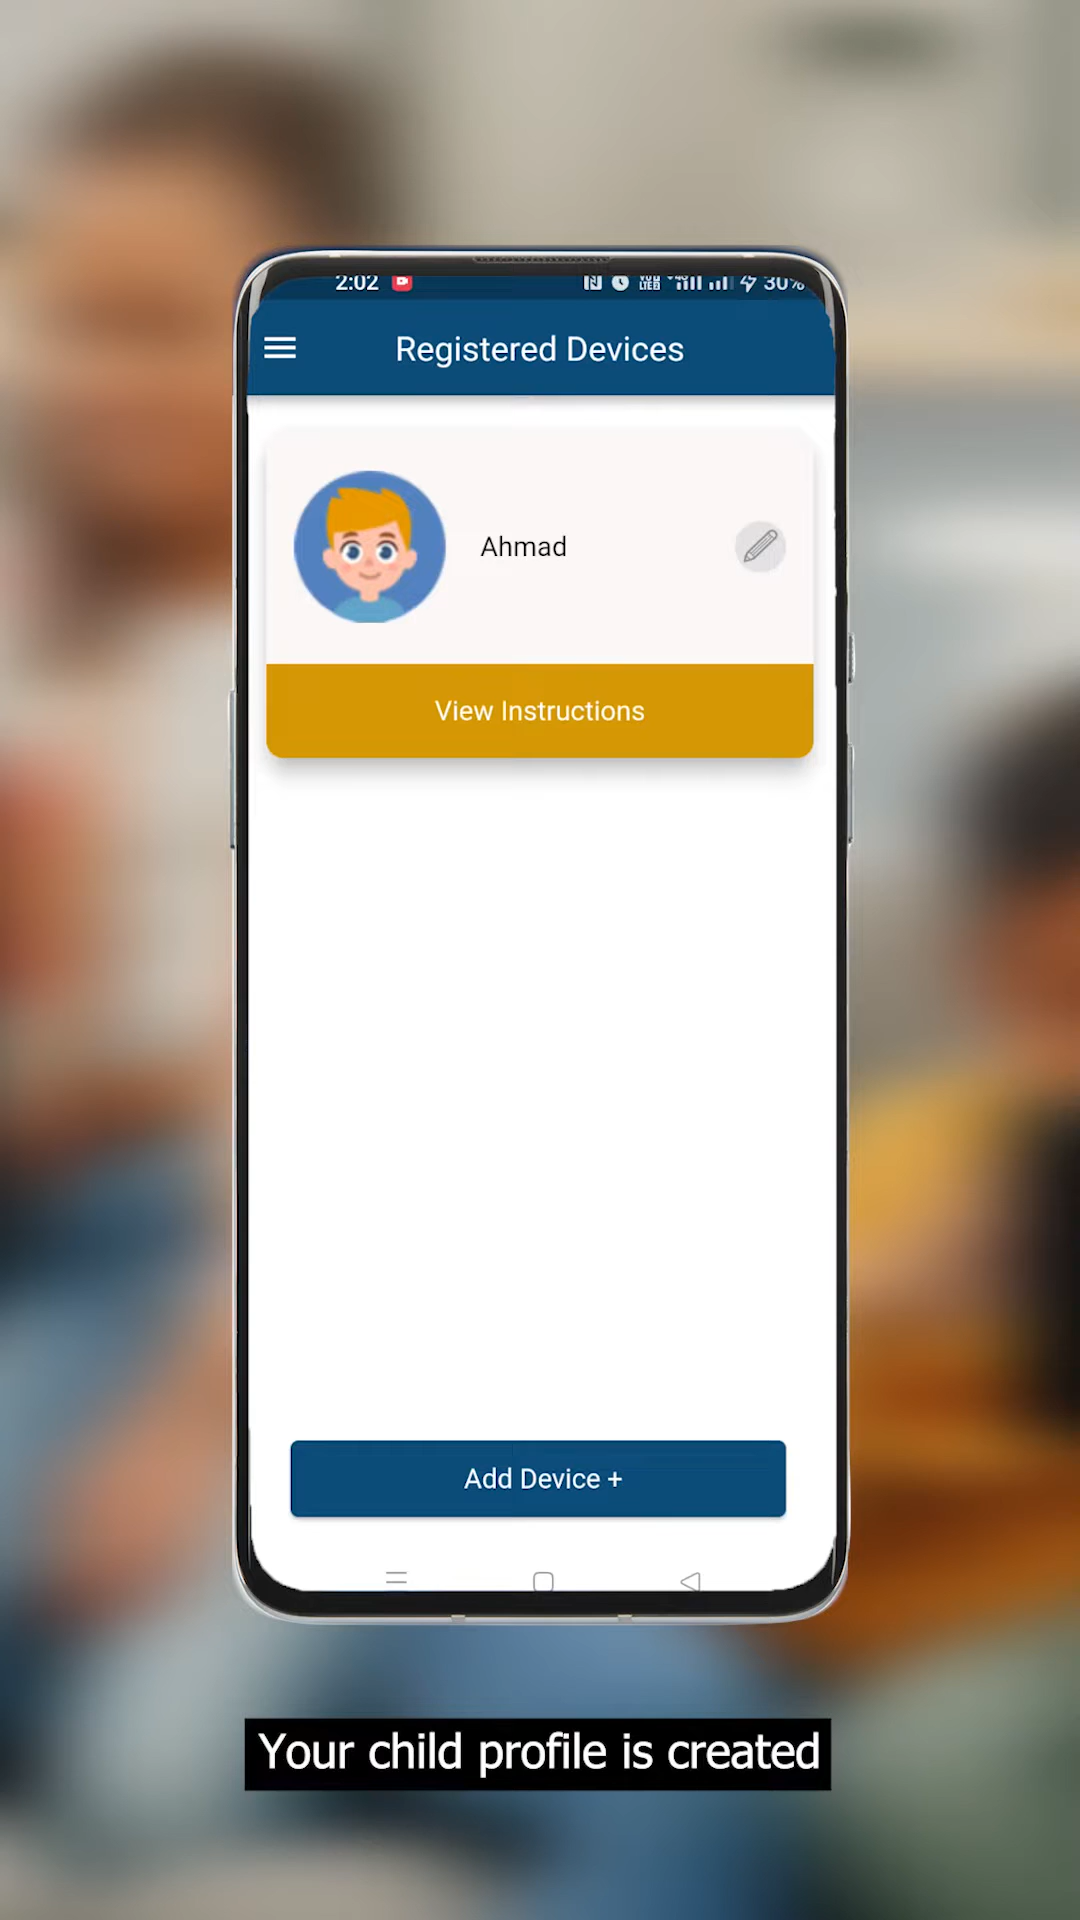 2:02 30%
Registered Devices
Ahmad
View Instructions
Add Device +
Your child profile is created